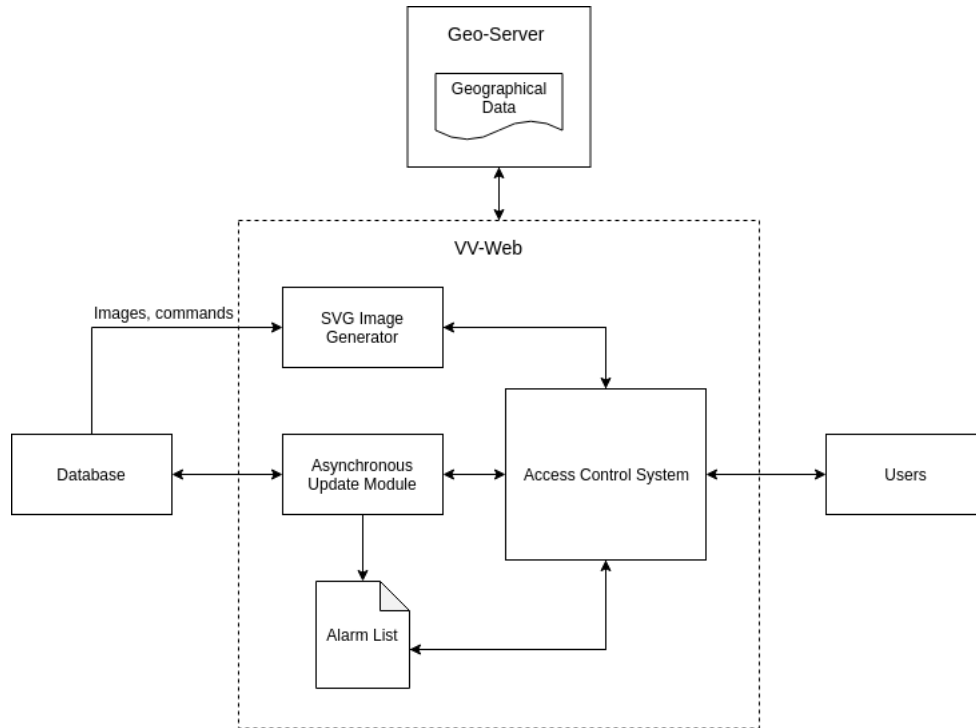 Geo-Server
Geographical
Data
VV-Web
Images, commands
SVG Image
Generator
Database
Asynchronous
Update Module
Access Control System
Users
Alarm List